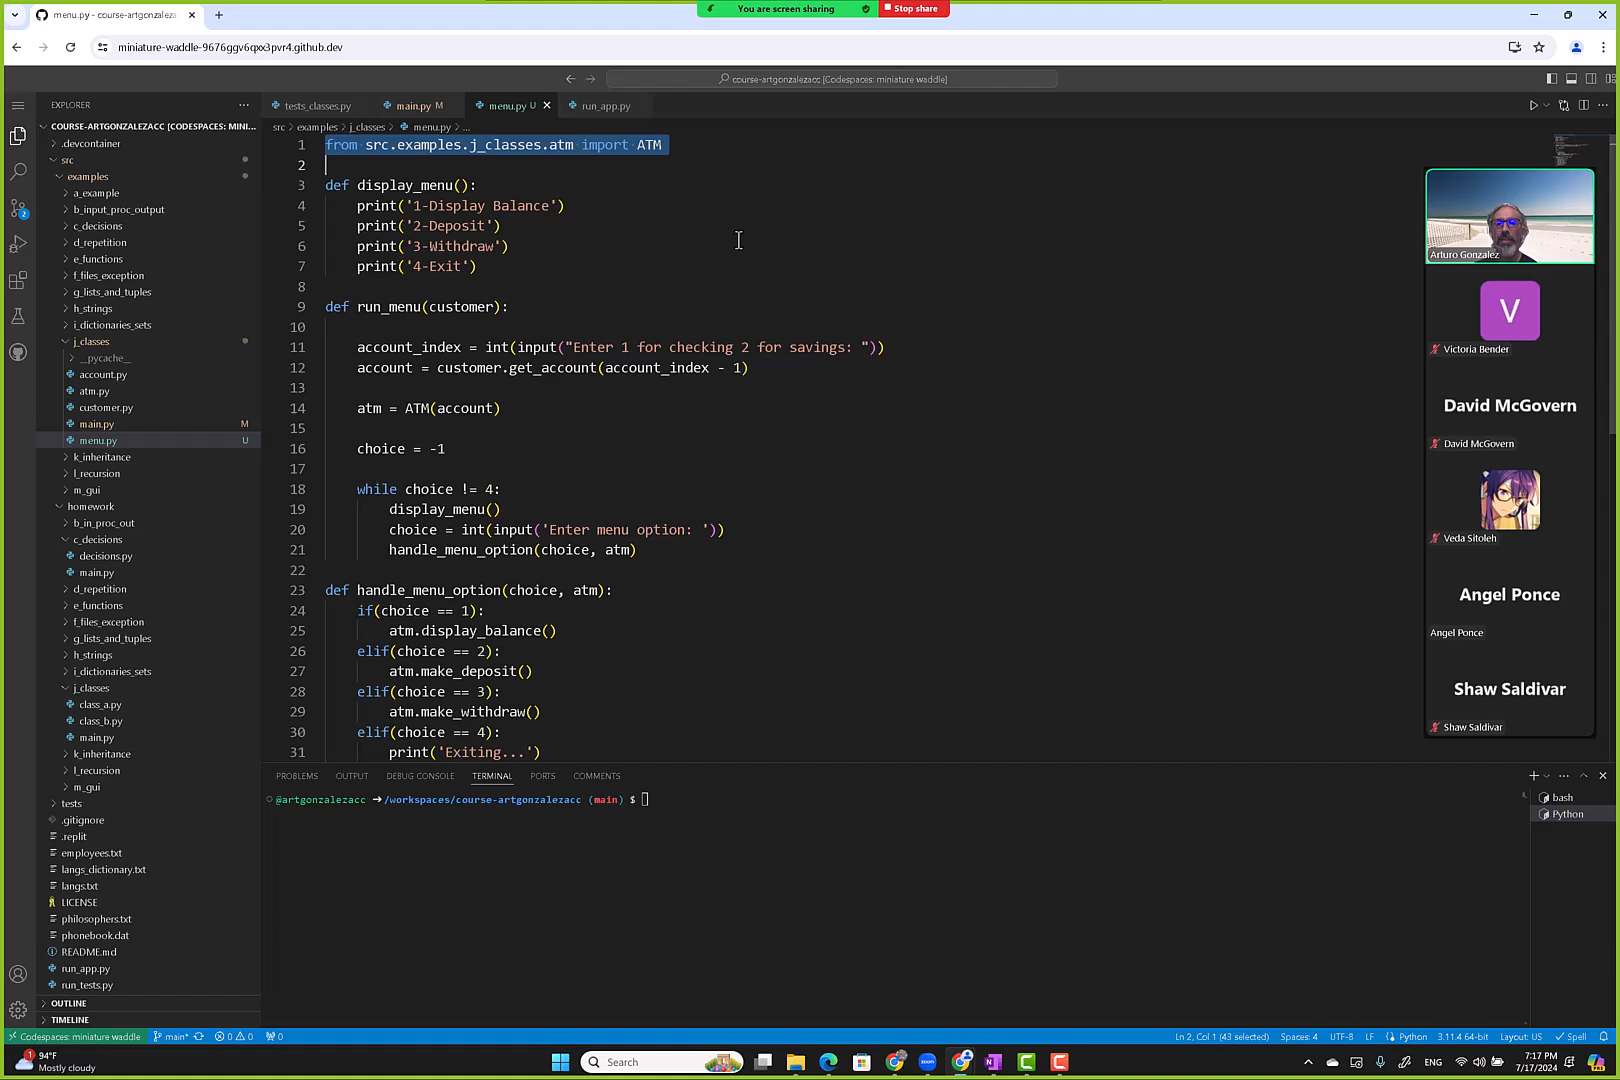 menu.py - course-artgonzalez
You are screen sharing
Stop share
miniature-waddle-9676ggv6qxx3pvr4.github.dev
course-artgonzalezacc [Codespaces: miniature waddle]
EXPLORER
tests_classes.py
main.py M
menu.py U
run_app.py
COURSE-ARTGONZALEZACC [CODESPACES: MINI...
src > examples > j_classes > menu.py > ...
.devcontainer
src
examples
a_example
b_input_proc_output
c_decisions
d_repetition
e_functions
f_files_exception
g_lists_and_tuples
h_strings
i_dictionaries_sets
j_classes
__pycache__
account.py
atm.py
customer.py
main.py M
menu.py U
k_inheritance
l_recursion
m_gui
homework
b_in_proc_out
c_decisions
decisions.py
main.py
d_repetition
e_functions
f_files_exception
g_lists_and_tuples
h_strings
i_dictionaries_sets
j_classes
class_a.py
class_b.py
main.py
k_inheritance
l_recursion
m_gui
tests
.gitignore
.replit
employees.txt
langs_dictionary.txt
langs.txt
LICENSE
philosophers.txt
phonebook.dat
README.md
run_app.py
run_tests.py
OUTLINE
TIMELINE
2
1 from src.examples.j_classes.atm import ATM
2
3 def display_menu():
4 print('1-Display Balance')
5 print('2-Deposit')
6 print('3-Withdraw')
7 print('4-Exit')
8
9 def run_menu(customer):
10
11 account_index = int(input("Enter 1 for checking 2 for savings: "))
12 account = customer.get_account(account_index - 1)
13
14 atm = ATM(account)
15
16 choice = -1
17
18 while choice != 4:
19 display_menu()
20 choice = int(input('Enter menu option: '))
21 handle_menu_option(choice, atm)
22
23 def handle_menu_option(choice, atm):
24 if(choice == 1):
25 atm.display_balance()
26 elif(choice == 2):
27 atm.make_deposit()
28 elif(choice == 3):
29 atm.make_withdraw()
30 elif(choice == 4):
31 print('Exiting...')
Arturo Gonzalez
V
Victoria Bender
David McGovern
David McGovern
Veda Sitoleh
Angel Ponce
Angel Ponce
Shaw Saldivar
Shaw Saldivar
PROBLEMS OUTPUT DEBUG CONSOLE TERMINAL PORTS COMMENTS
@artgonzalezacc ➜/workspaces/course-artgonzalezacc (main) $
bash
Python
Codespaces: miniature waddle main* 0 0 0
Ln 2, Col 1 (43 selected) Spaces: 4 UTF-8 LF Python 3.11.4 64-bit Layout: US Spell
1
94°F
Mostly cloudy
Search
zoom
ENG
7:17 PM
7/17/2024